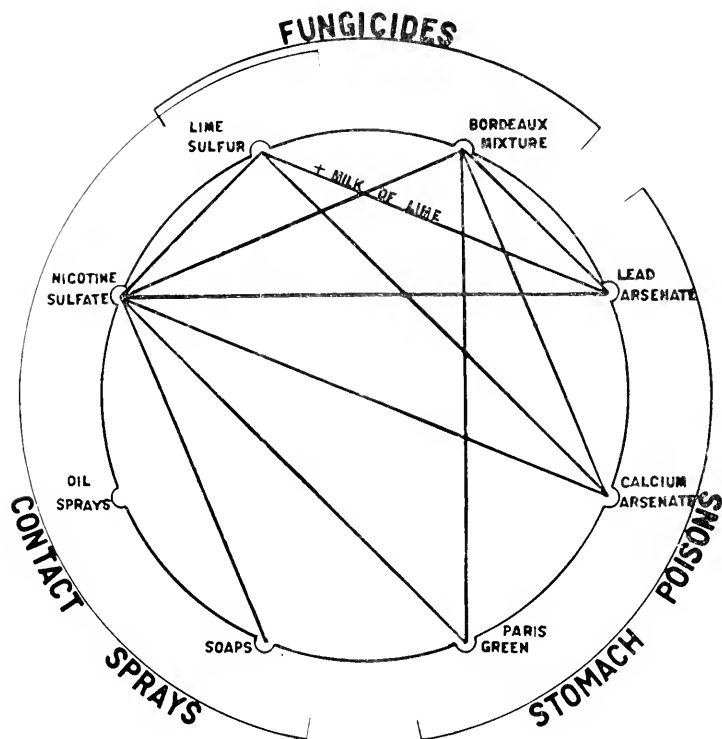 FUNGICIDES
LIME
SULFUR
BORDEAUX
MIXTURE
+ MILK OF LIME
NICOTINE
SULFATE
LEAD
ARSENATE
OIL
SPRAYS
CALCIUM
ARSENATE
SOAPS
PARIS
GREEN
CONTACT SPRAYS
STOMACH POISONS